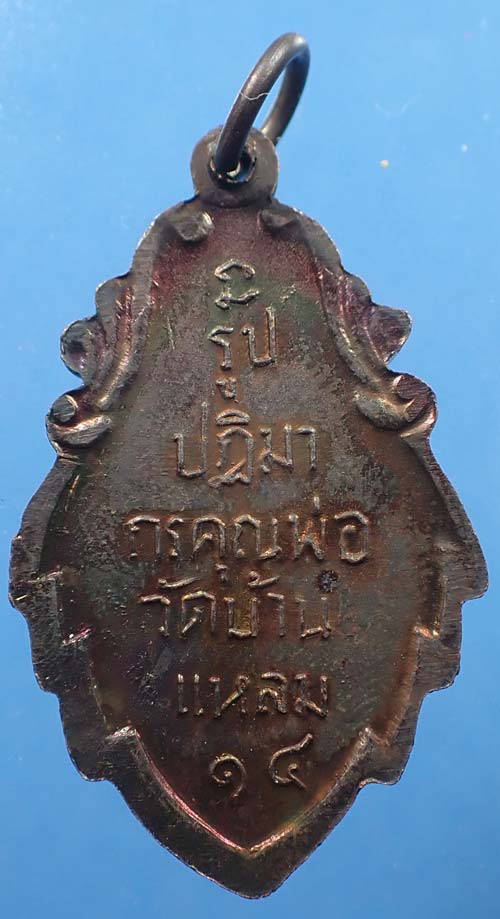 รูป
ปฏิมา
กรคุณพ่อ
วัดบ้าน
แหลม
๑๔